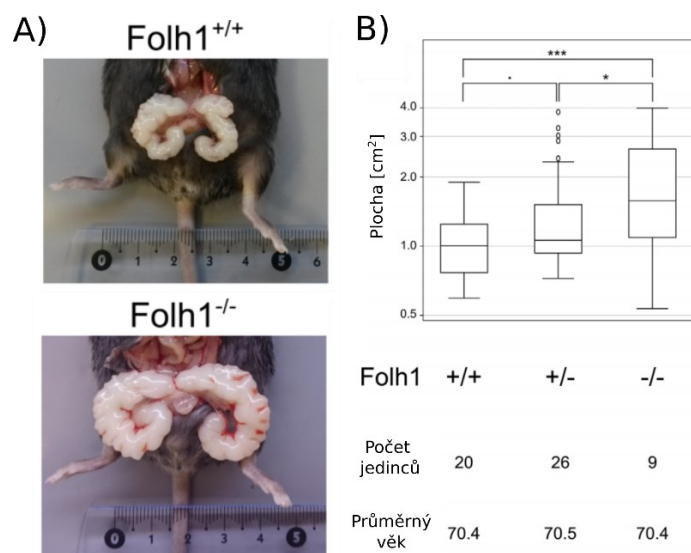 A)
Folh1+/+
0 1 2 3 4 5 6
Folh1-/-
0 1 2 3 4 5
B)
***
. *
Plocha [cm2]
4.0
3.0
2.0
1.0
0.5
Folh1 +/+ +/- -/-
Počet
jedinců 20 26 9
Průměrný
věk 70.4 70.5 70.4